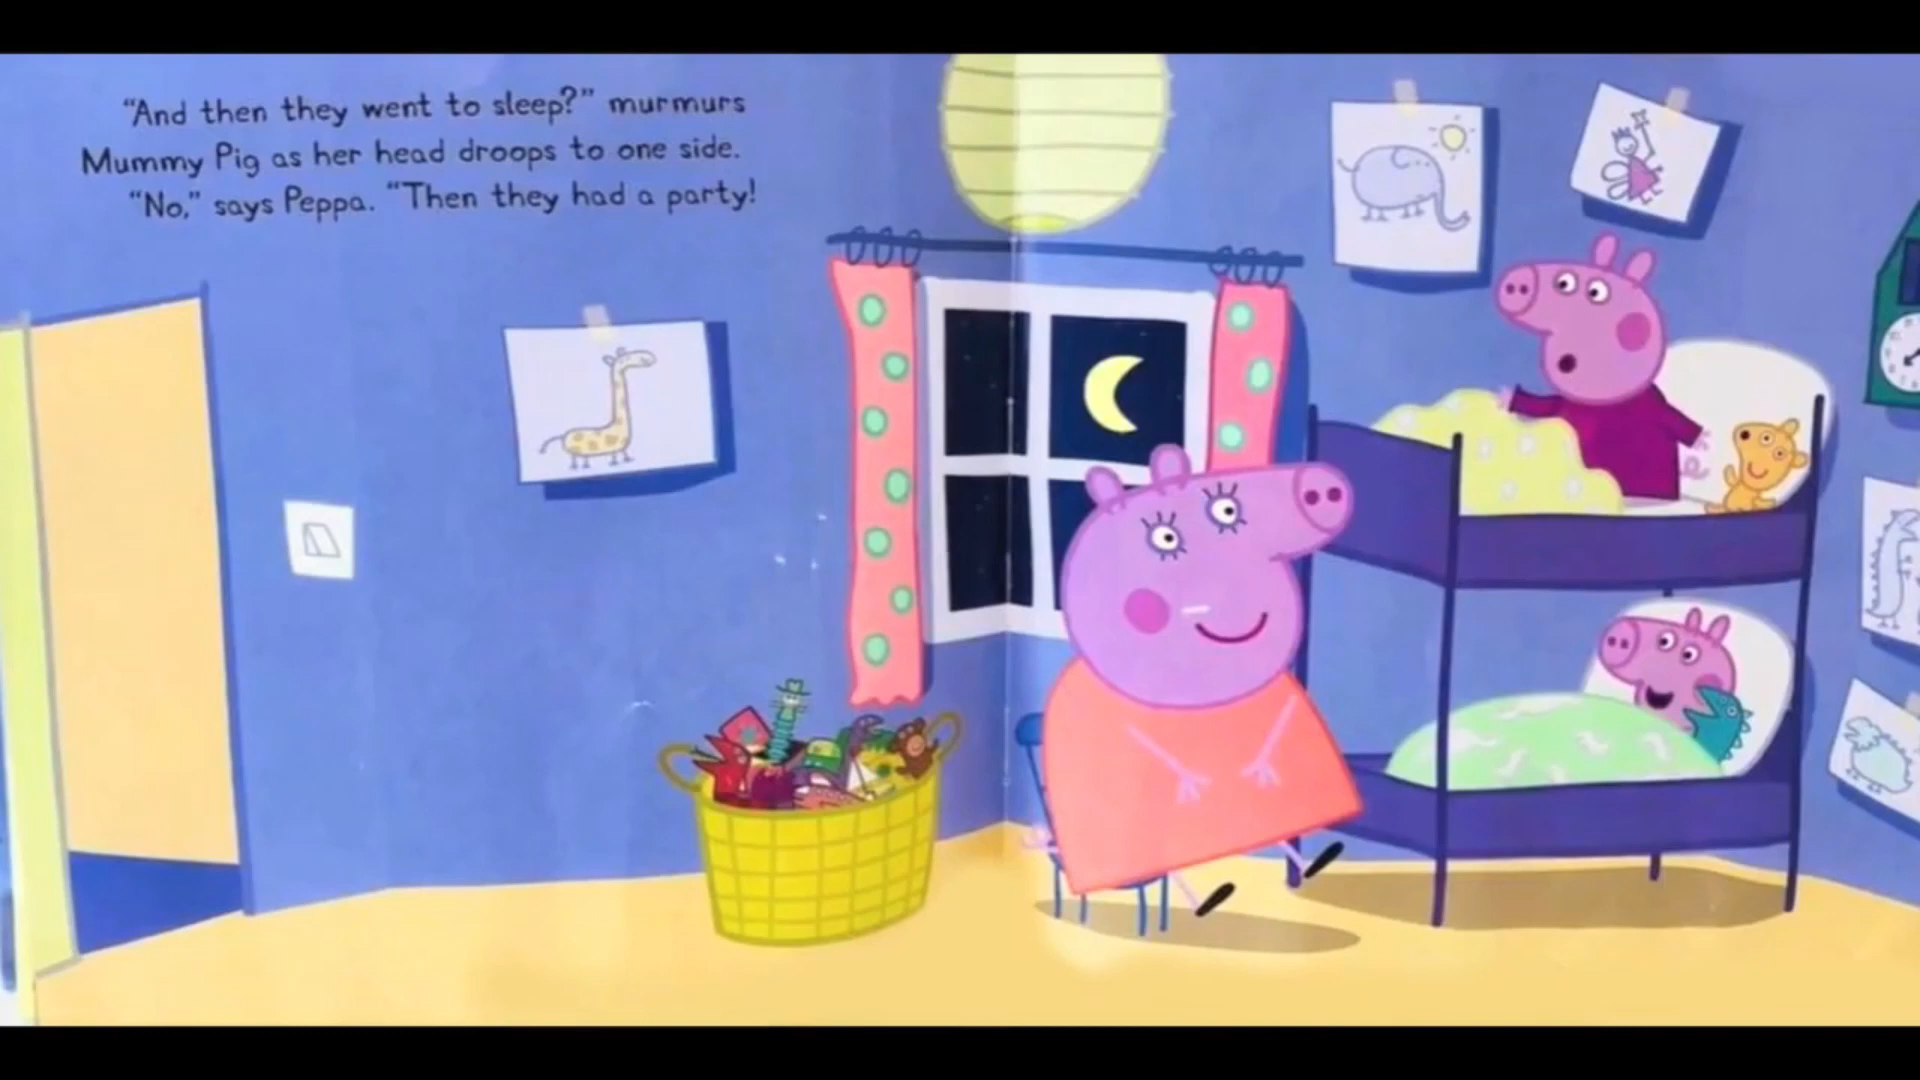 “And then they went to sleep?” murmurs
Mummy Pig as her head droops to one side.
“No,” says Peppa. “Then they had a party!